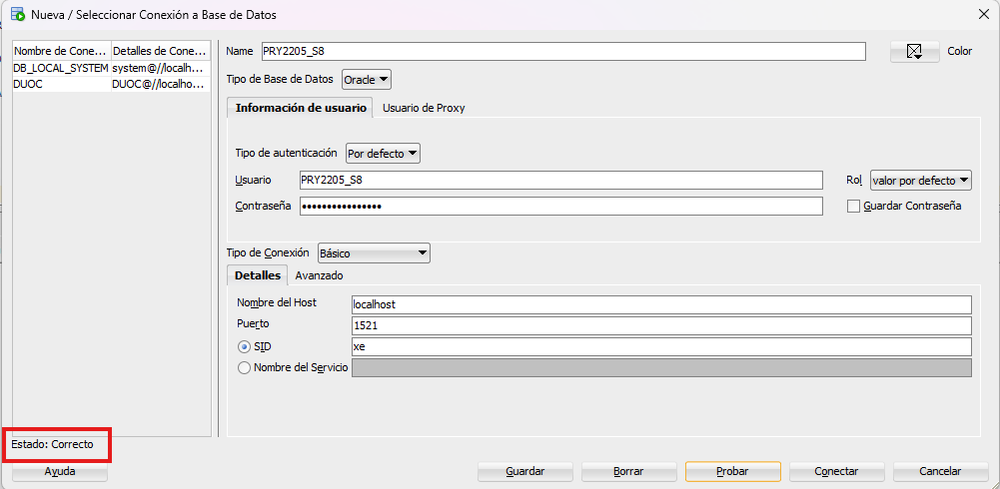 Nueva / Seleccionar Conexión a Base de Datos
Nombre de Cone... Detalles de Cone...
DB_LOCAL_SYSTEM system@//localh...
DUOC DUOC@//localho...
Name PRY2205_S8 Color
Tipo de Base de Datos Oracle
Información de usuario Usuario de Proxy
Tipo de autenticación Por defecto
Usuario PRY2205_S8 Rol valor por defecto
Contraseña •••••••••••••••• Guardar Contraseña
Tipo de Conexión Básico
Detalles Avanzado
Nombre del Host localhost
Puerto 1521
SID xe
Nombre del Servicio
Estado: Correcto
Ayuda Guardar Borrar Probar Conectar Cancelar